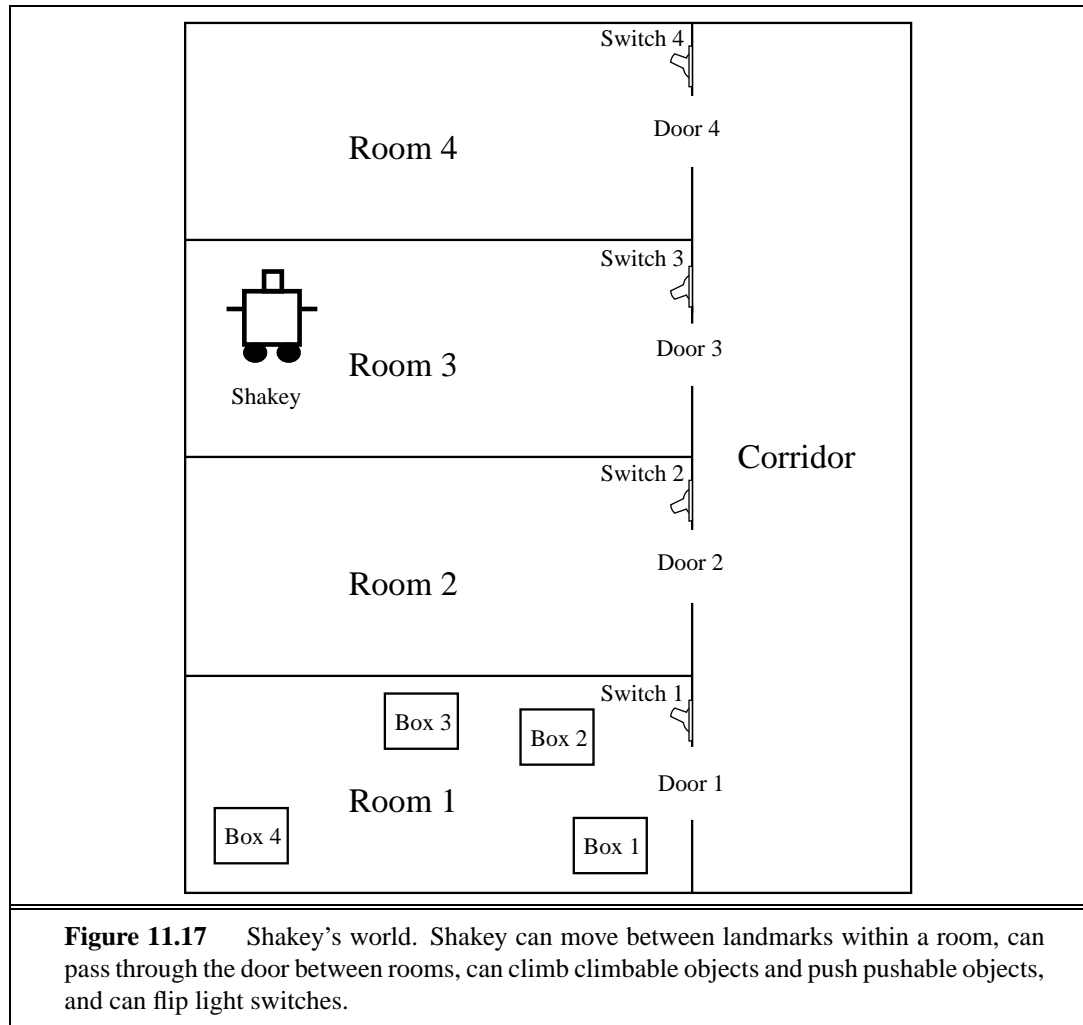 Switch 4
Door 4
Room 4
Switch 3
Door 3
Room 3
Shakey
Corridor
Switch 2
Door 2
Room 2
Switch 1
Box 3
Box 2
Door 1
Room 1
Box 4
Box 1
Figure 11.17 Shakey's world. Shakey can move between landmarks within a room, can
pass through the door between rooms, can climb climbable objects and push pushable objects,
and can flip light switches.